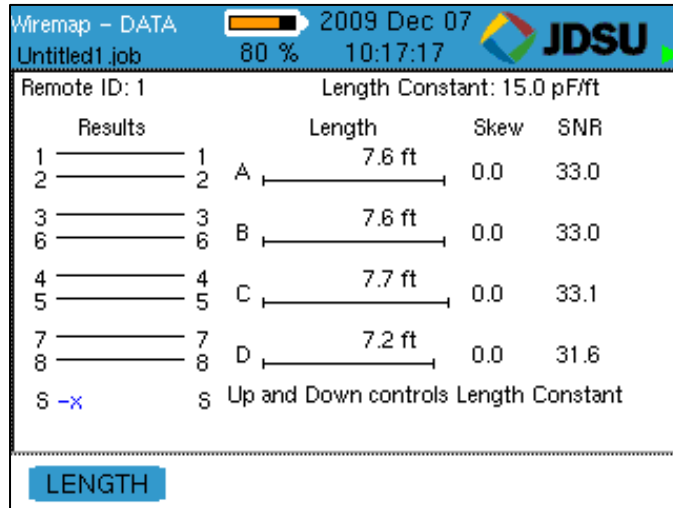 Wiremap – DATA
2009 Dec 07
JDSU
Untitled1.job
80 %
10:17:17
Remote ID: 1
Length Constant: 15.0 pF/ft
Results
Length
Skew
SNR
1 1
2 2
A
7.6 ft
0.0
33.0
3 3
6 6
B
7.6 ft
0.0
33.0
4 4
5 5
C
7.7 ft
0.0
33.1
7 7
8 8
D
7.2 ft
0.0
31.6
S –x S
Up and Down controls Length Constant
LENGTH